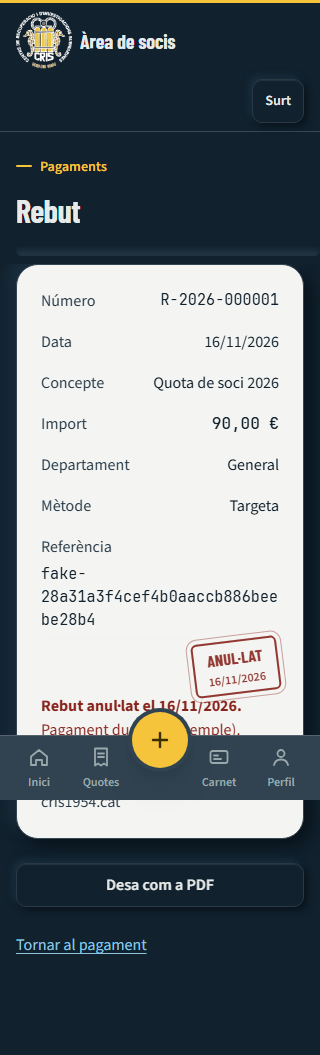 CRIS
Àrea de socis
Surt
Pagaments
Rebut
Número R-2026-000001
Data 16/11/2026
Concepte Quota de soci 2026
Import 90,00 €
Departament General
Mètode Targeta
Referència
fake-
28a31a3f4cef4b0aaccb886bee
be28b4
ANUL·LAT
16/11/2026
Rebut anul·lat el 16/11/2026.
Pagament emple).
Inici Quotes + Carnet Perfil
cris1954.cat
Desa com a PDF
Tornar al pagament